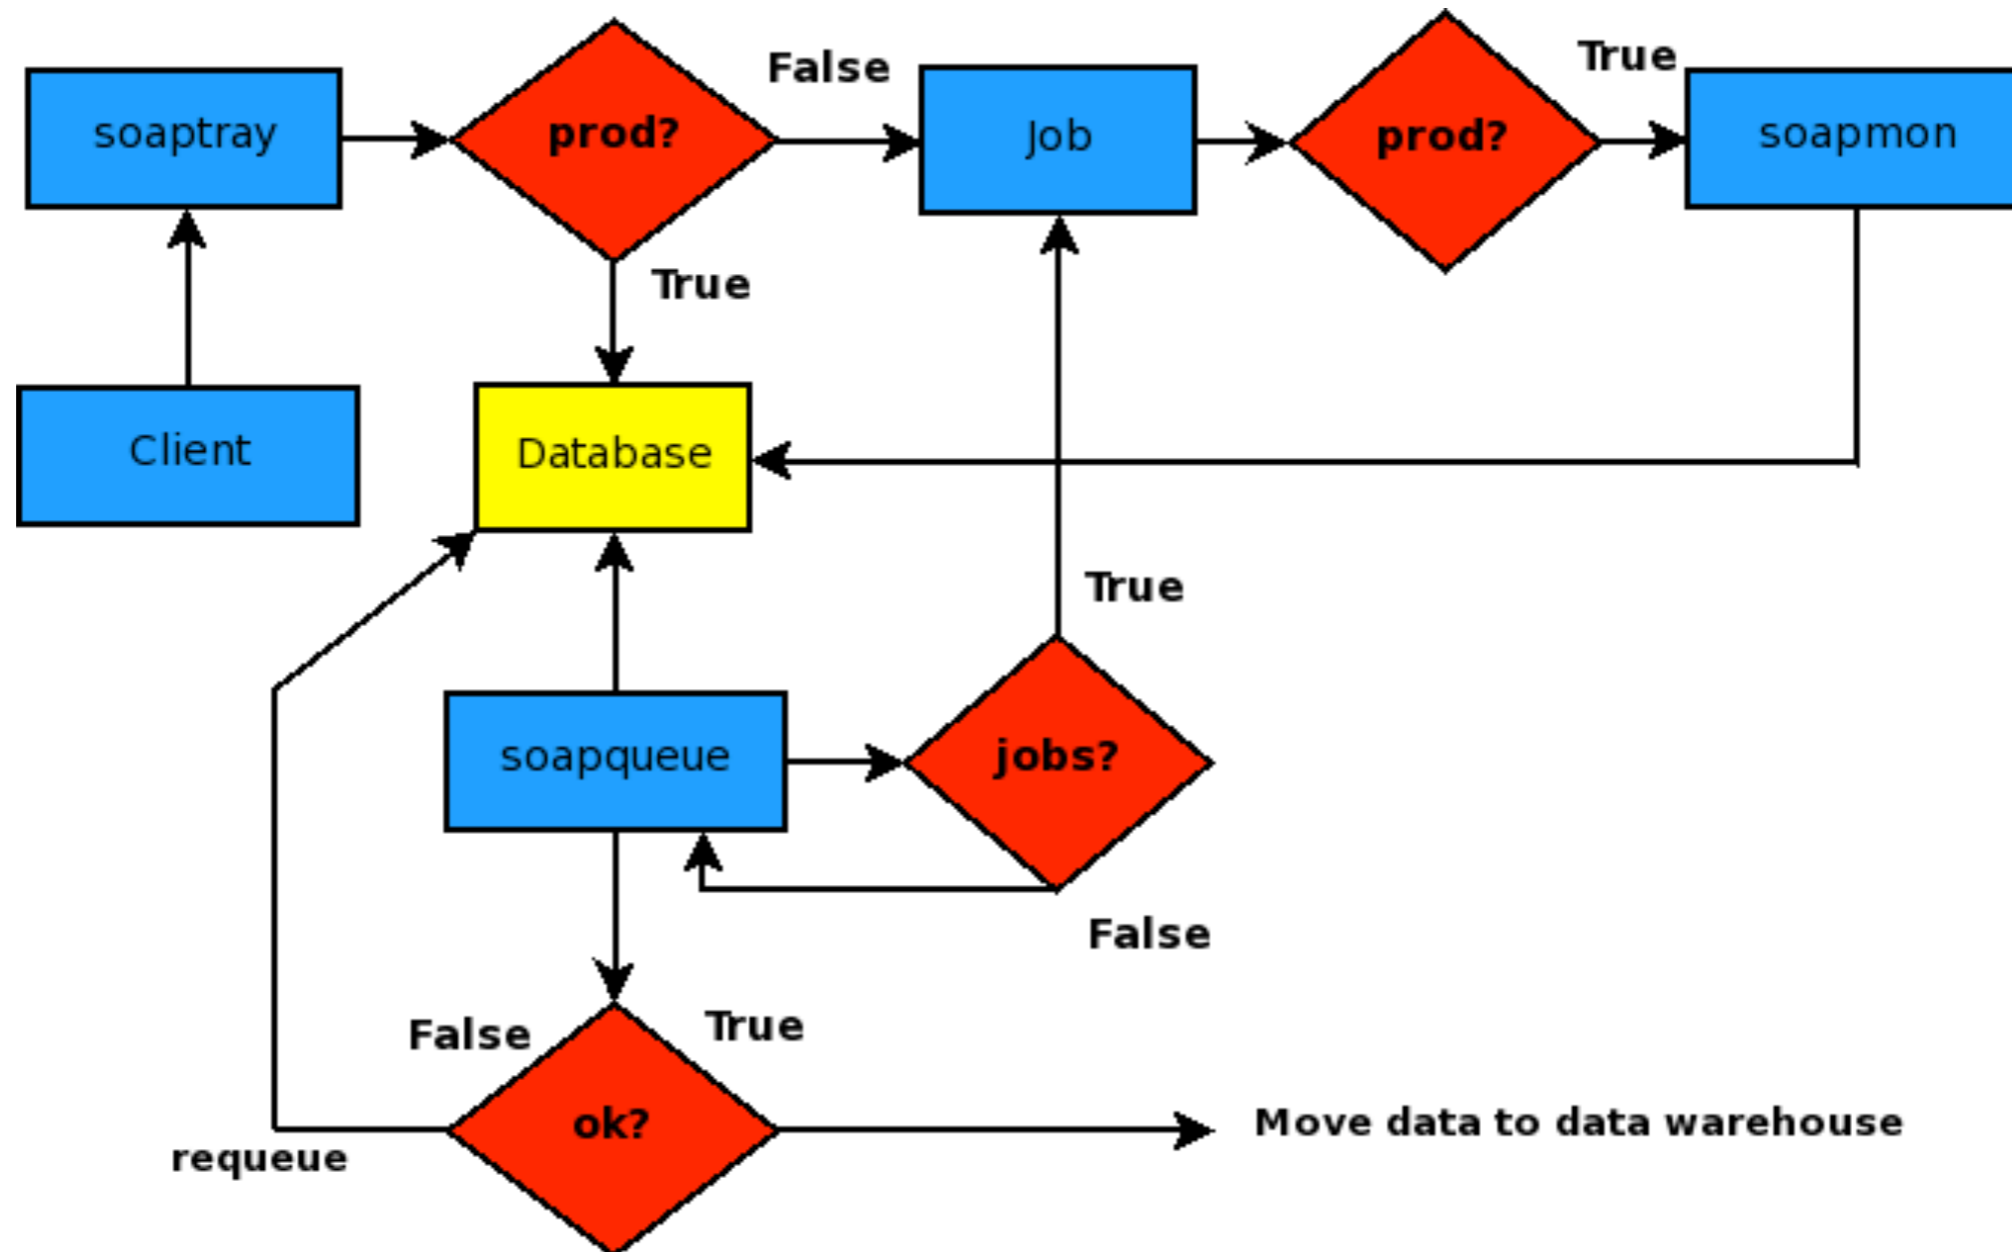 False
True
soaptray
prod?
Job
prod?
soapmon
True
Client
Database
True
soapqueue
jobs?
False
False
True
ok?
Move data to data warehouse
requeue